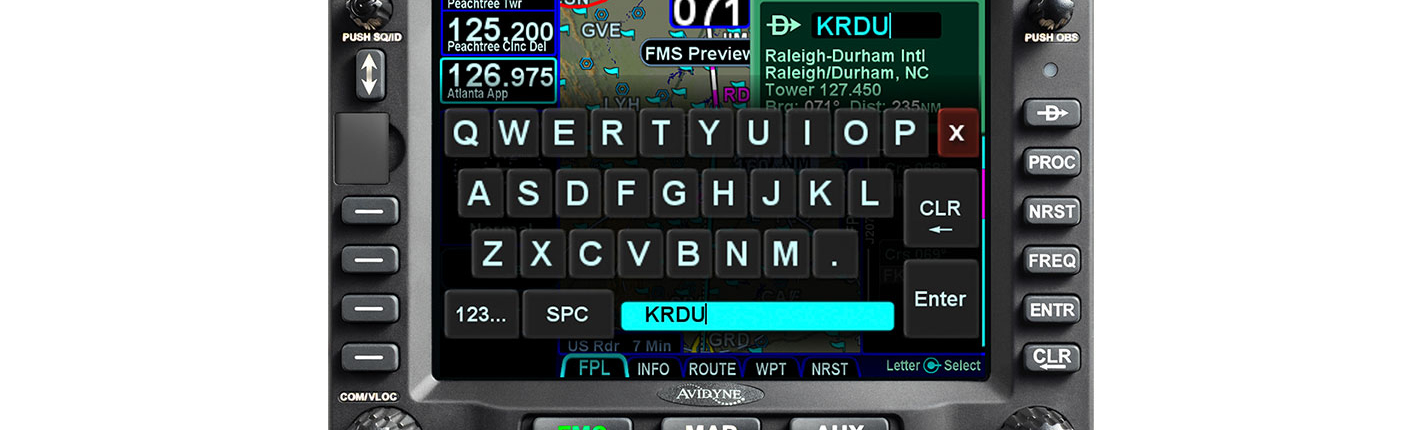 Peachtree Twr
125.200
Peachtree Clnc Del
126.975
Atlanta App
GVE
071
FMS Preview
LYH
RD
KRDU
Raleigh-Durham Intl
Raleigh/Durham, NC
Tower 127.450
Brg: 071° Dist: 235NM
PUSH SQ/ID
PUSH OBS
Q W E R T Y U I O P X
A S D F G H J K L
CLR
Z X C V B N M .
Enter
123... SPC KRDU
US Rdr 7 Min
GRD
FPL INFO ROUTE WPT NRST
Letter Select
D
PROC
NRST
FREQ
ENTR
CLR
COM/VLOC
AVIDYNE
FMS MAP AUX